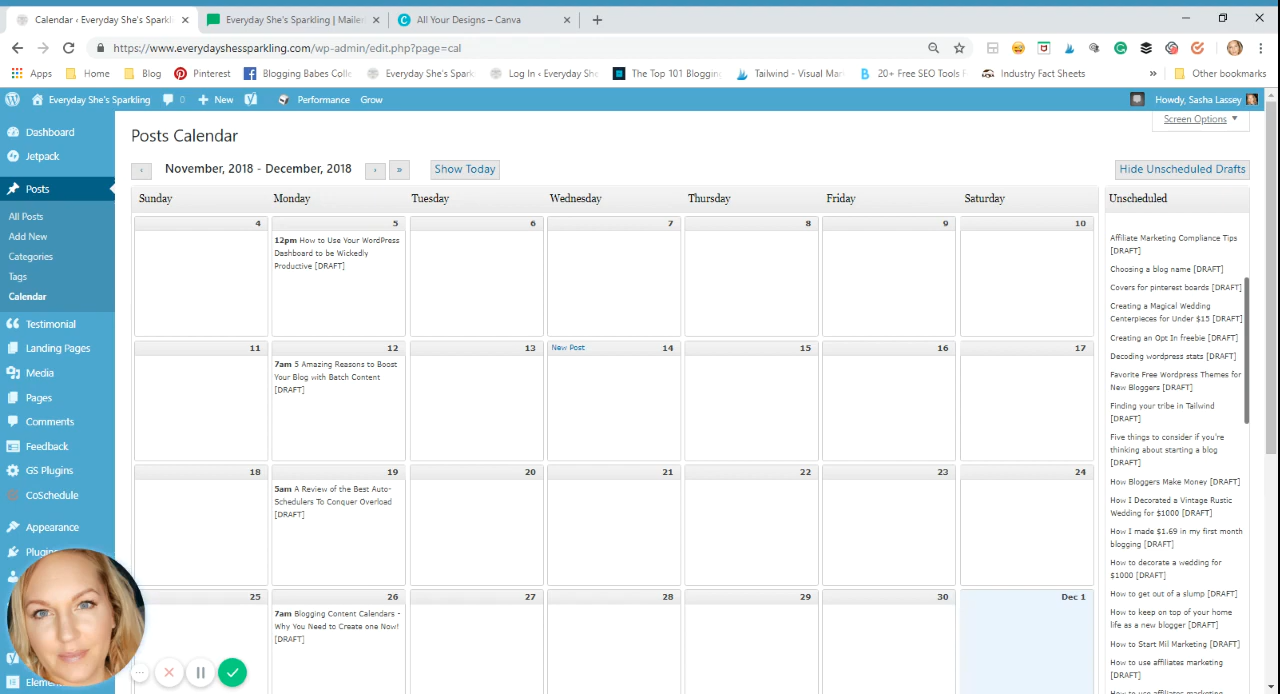 Calendar ‹ Everyday She's Sparkli
Everyday She's Sparkling | Mailer
All Your Designs – Canva
https://www.everydayshessparkling.com/wp-admin/edit.php?page=cal
Apps
Home
Blog
Pinterest
Blogging Babes Colle
Everyday She's Spark
Log In ‹ Everyday She
The Top 101 Blogging
Tailwind - Visual Mar
20+ Free SEO Tools F
Industry Fact Sheets
»
Other bookmarks
Everyday She's Sparkling
0
New
Performance
Grow
Howdy, Sasha Lassey
Screen Options
Dashboard
Jetpack
Posts
All Posts
Add New
Categories
Tags
Calendar
Testimonial
Landing Pages
Media
Pages
Comments
Feedback
GS Plugins
CoSchedule
Appearance
Plugins
Eleme
Posts Calendar
‹
November, 2018 - December, 2018
›
»
Show Today
Hide Unscheduled Drafts
Sunday
Monday
Tuesday
Wednesday
Thursday
Friday
Saturday
Unscheduled
4
5
6
7
8
9
10
12pm How to Use Your WordPress
Dashboard to be Wickedly
Productive [DRAFT]
11
12
13
New Post
14
15
16
17
7am 5 Amazing Reasons to Boost
Your Blog with Batch Content
[DRAFT]
18
19
20
21
22
23
24
5am A Review of the Best Auto-
Schedulers To Conquer Overload
[DRAFT]
25
26
27
28
29
30
Dec 1
7am Blogging Content Calendars -
Why You Need to Create one Now!
[DRAFT]
Affiliate Marketing Compliance Tips
[DRAFT]
Choosing a blog name [DRAFT]
Covers for pinterest boards [DRAFT]
Creating a Magical Wedding
Centerpieces for Under $15 [DRAFT]
Creating an Opt In freebie [DRAFT]
Decoding wordpress stats [DRAFT]
Favorite Free Wordpress Themes for
New Bloggers [DRAFT]
Finding your tribe in Tailwind
[DRAFT]
Five things to consider if you're
thinking about starting a blog
[DRAFT]
How Bloggers Make Money [DRAFT]
How I Decorated a Vintage Rustic
Wedding for $1000 [DRAFT]
How I made $1.69 in my first month
blogging [DRAFT]
How to decorate a wedding for
$1000 [DRAFT]
How to get out of a slump [DRAFT]
How to keep on top of your home
life as a new blogger [DRAFT]
How to Start Mil Marketing [DRAFT]
How to use affiliates marketing
[DRAFT]
How to use affiliates marketing